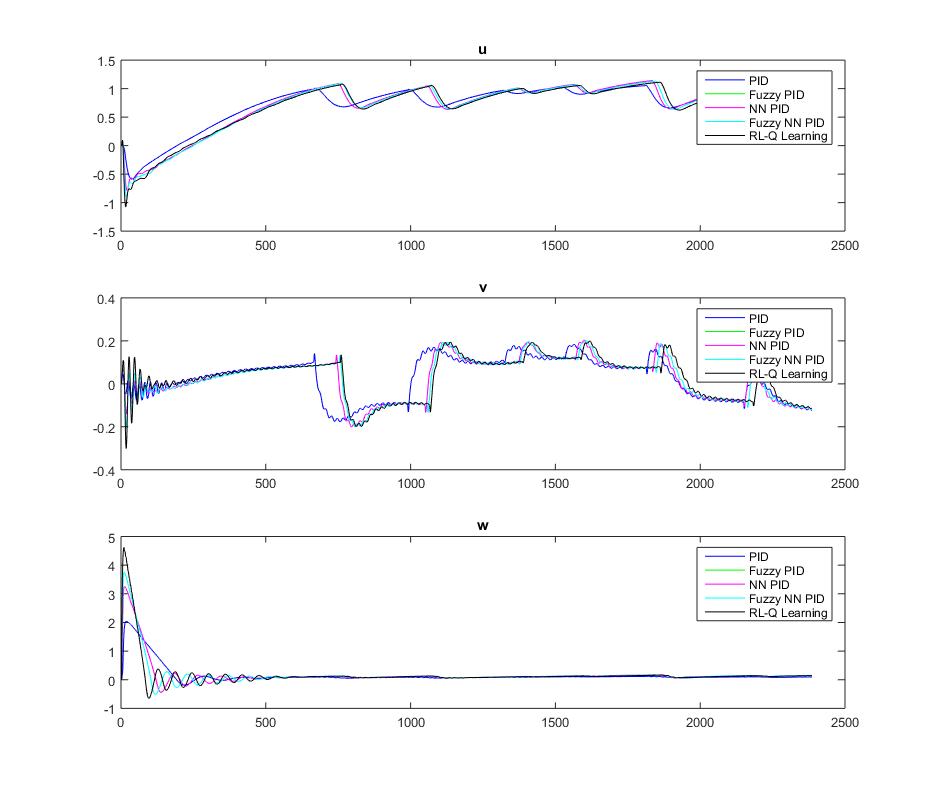 u
1.5
1
0.5
0
-0.5
-1
-1.5
0 500 1000 1500 2000 2500
PID
Fuzzy PID
NN PID
Fuzzy NN PID
RL-Q Learning
v
0.4
0.2
0
-0.2
-0.4
0 500 1000 1500 2000 2500
PID
Fuzzy PID
NN PID
Fuzzy NN PID
RL-Q Learning
w
5
4
3
2
1
0
-1
0 500 1000 1500 2000 2500
PID
Fuzzy PID
NN PID
Fuzzy NN PID
RL-Q Learning